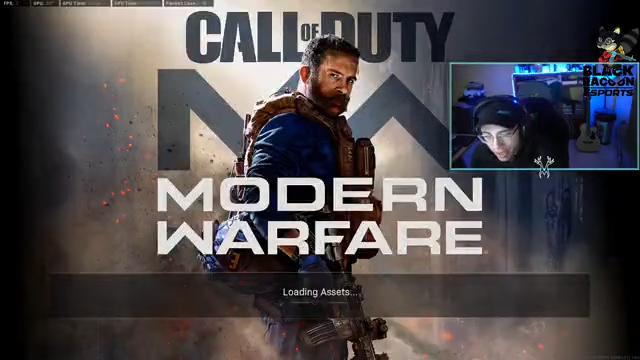 CALL OF DUTY
BLACK
RACOON
ESPORTS
MODERN
WARFARE
Loading Assets...